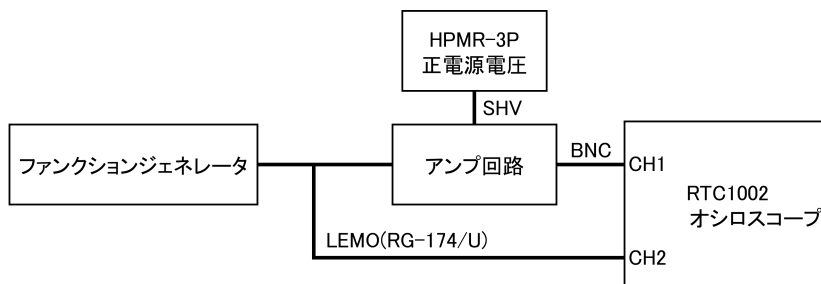 HPMR-3P
正電源電圧
SHV
ファンクションジェネレータ
アンプ回路
BNC
CH1
RTC1002
オシロスコープ
LEMO(RG-174/U)
CH2